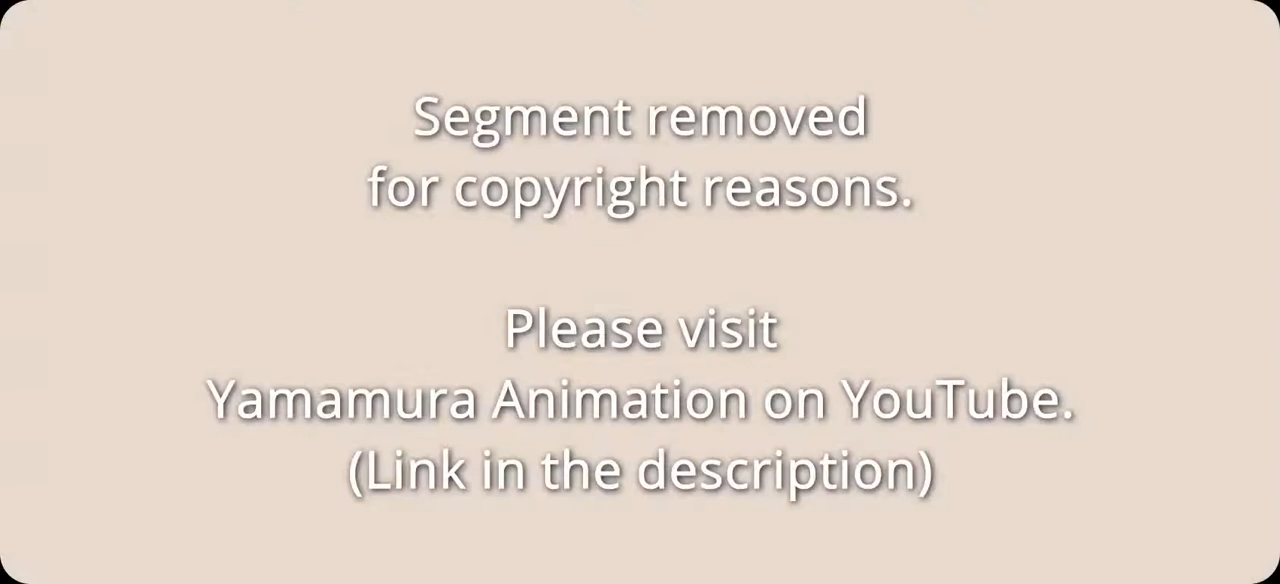 Segment removed
for copyright reasons.
Please visit
Yamamura Animation on YouTube.
(Link in the description)